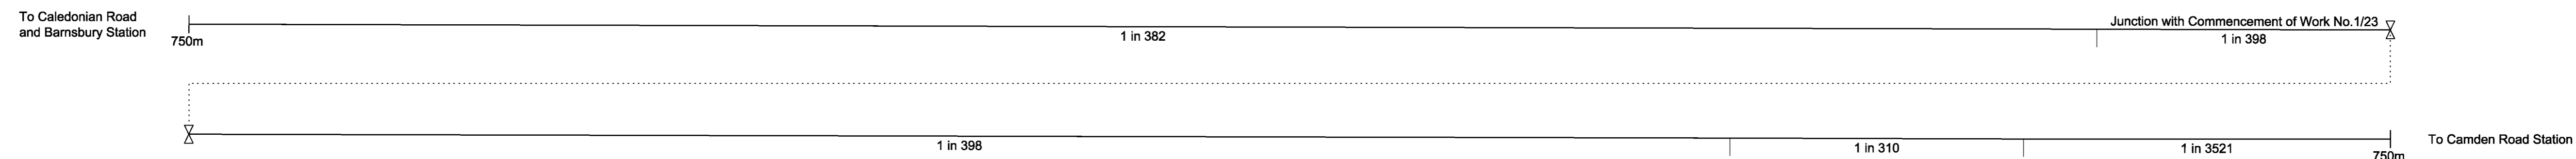 To Caledonian Road
and Barnsbury Station
750m
1 in 382
Junction with Commencement of Work No.1/23
1 in 398
1 in 398
1 in 310
1 in 3521
750m
To Camden Road Station